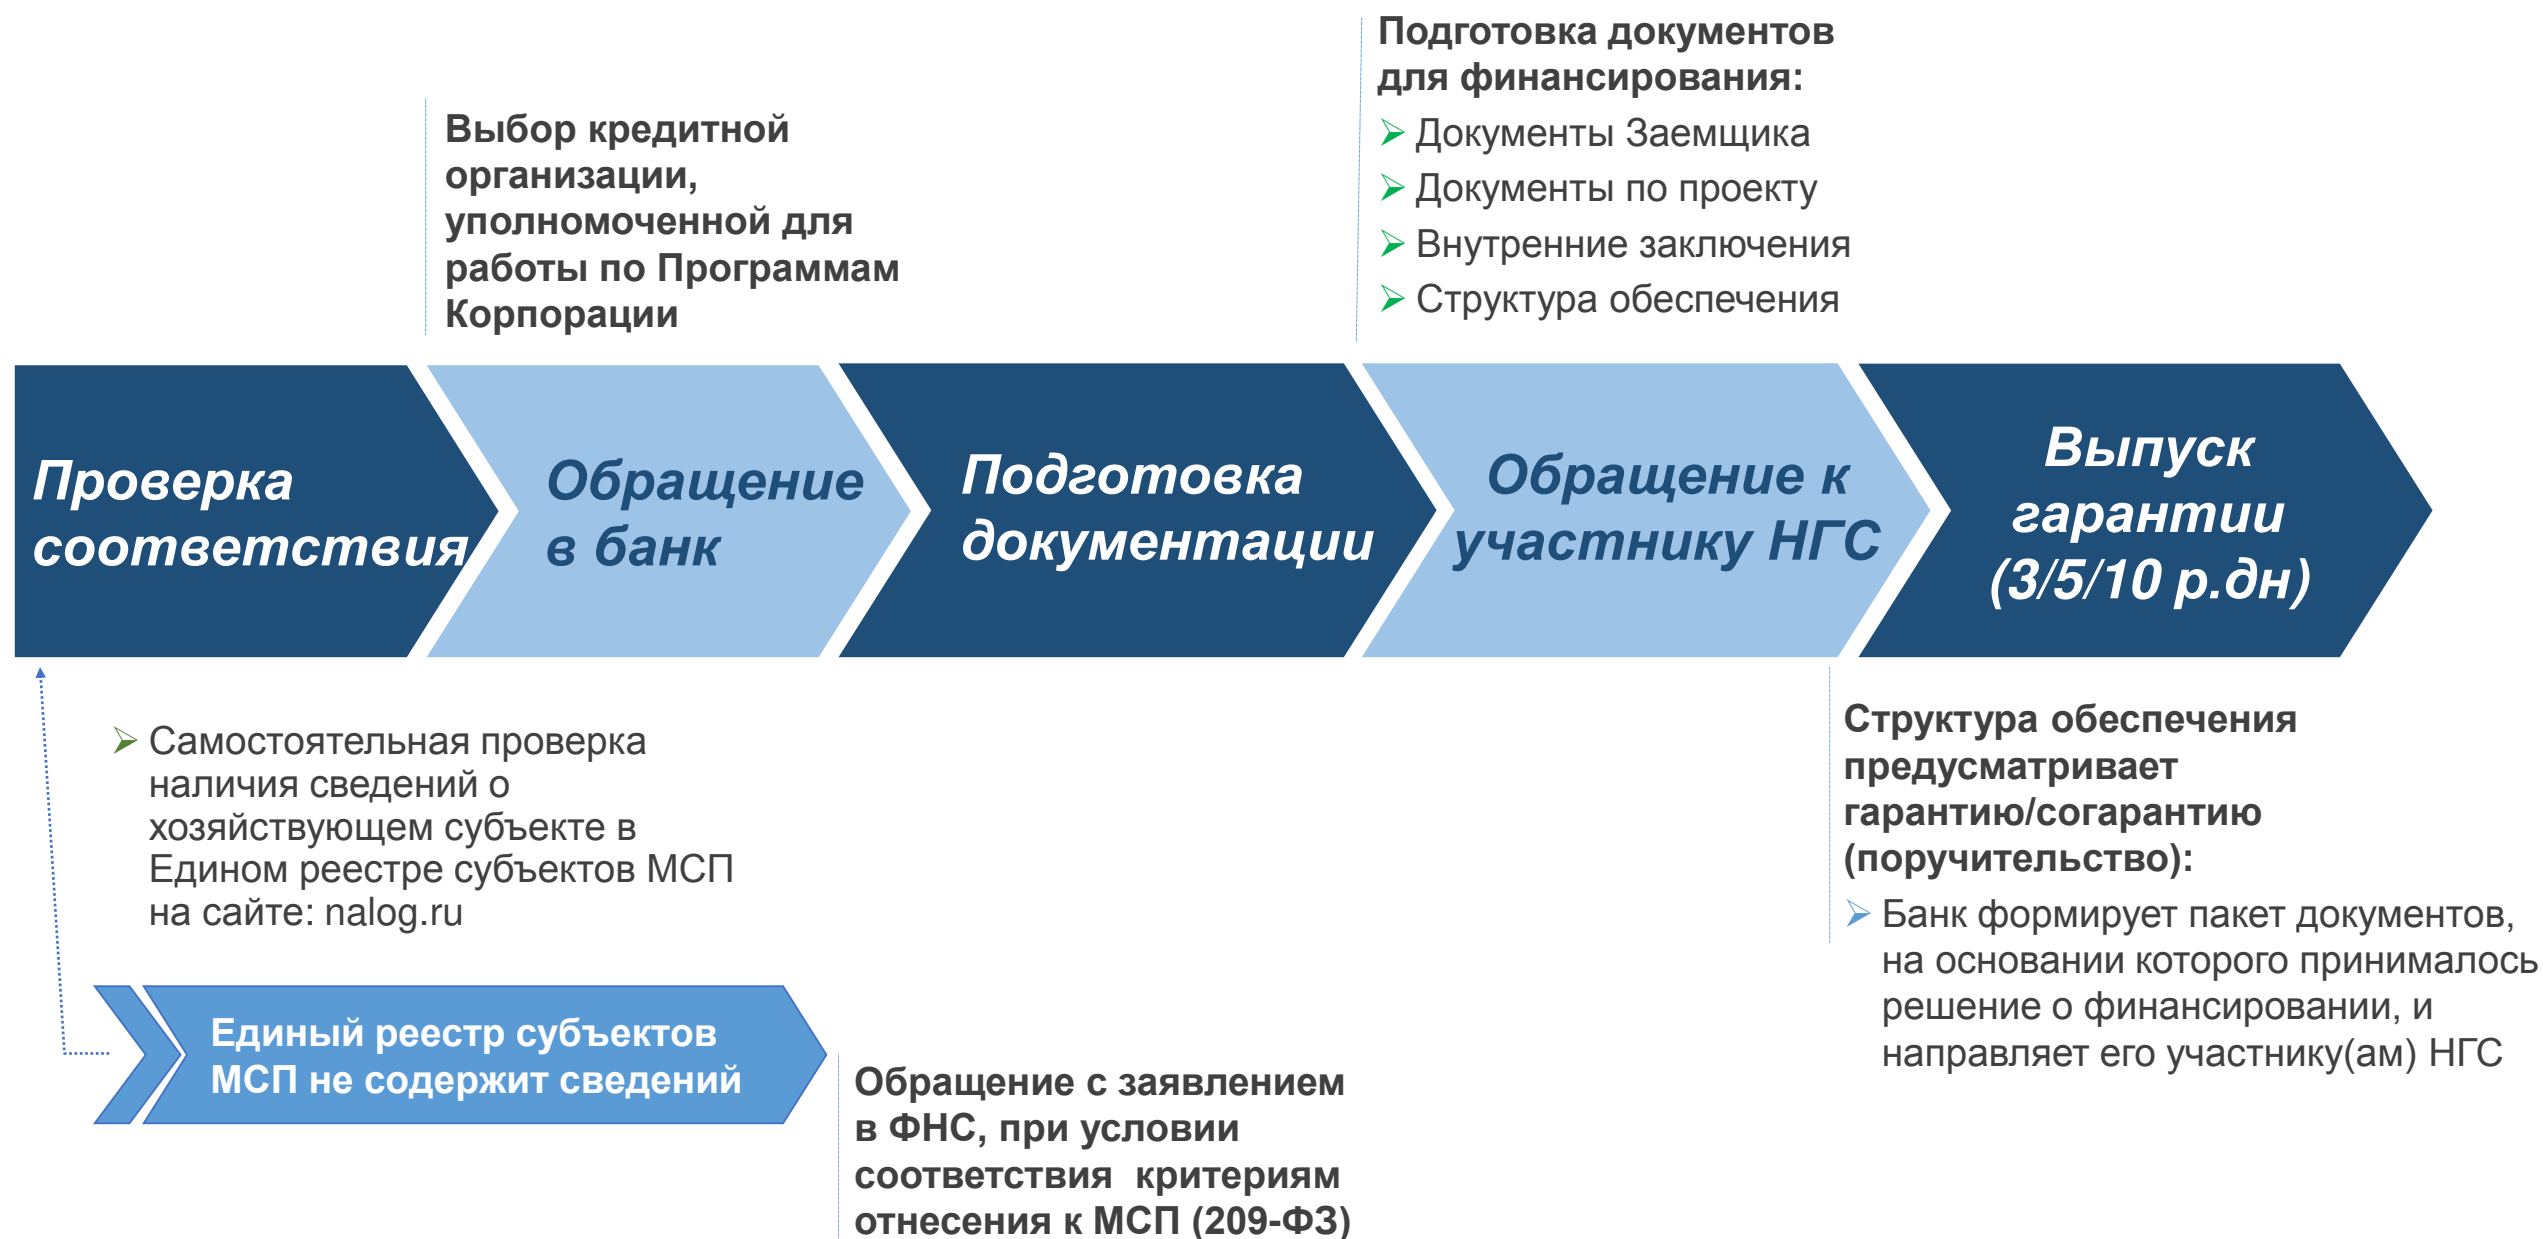 Подготовка документов
для финансирования:
Документы Заемщика
Документы по проекту
Внутренние заключения
Структура обеспечения
Выбор кредитной
организации,
уполномоченной для
работы по Программам
Корпорации
Проверка
соответствия
Обращение
в банк
Подготовка
документации
Обращение к
участнику НГС
Выпуск
гарантии
(3/5/10 р.дн)
Самостоятельная проверка
наличия сведений о
хозяйствующем субъекте в
Едином реестре субъектов МСП
на сайте: nalog.ru
Единый реестр субъектов
МСП не содержит сведений
Обращение с заявлением
в ФНС, при условии
соответствия  критериям
отнесения к МСП (209-ФЗ)
Структура обеспечения
предусматривает
гарантию/согарантию
(поручительство):
Банк формирует пакет документов,
на основании которого принималось
решение о финансировании, и
направляет его участнику(ам) НГС